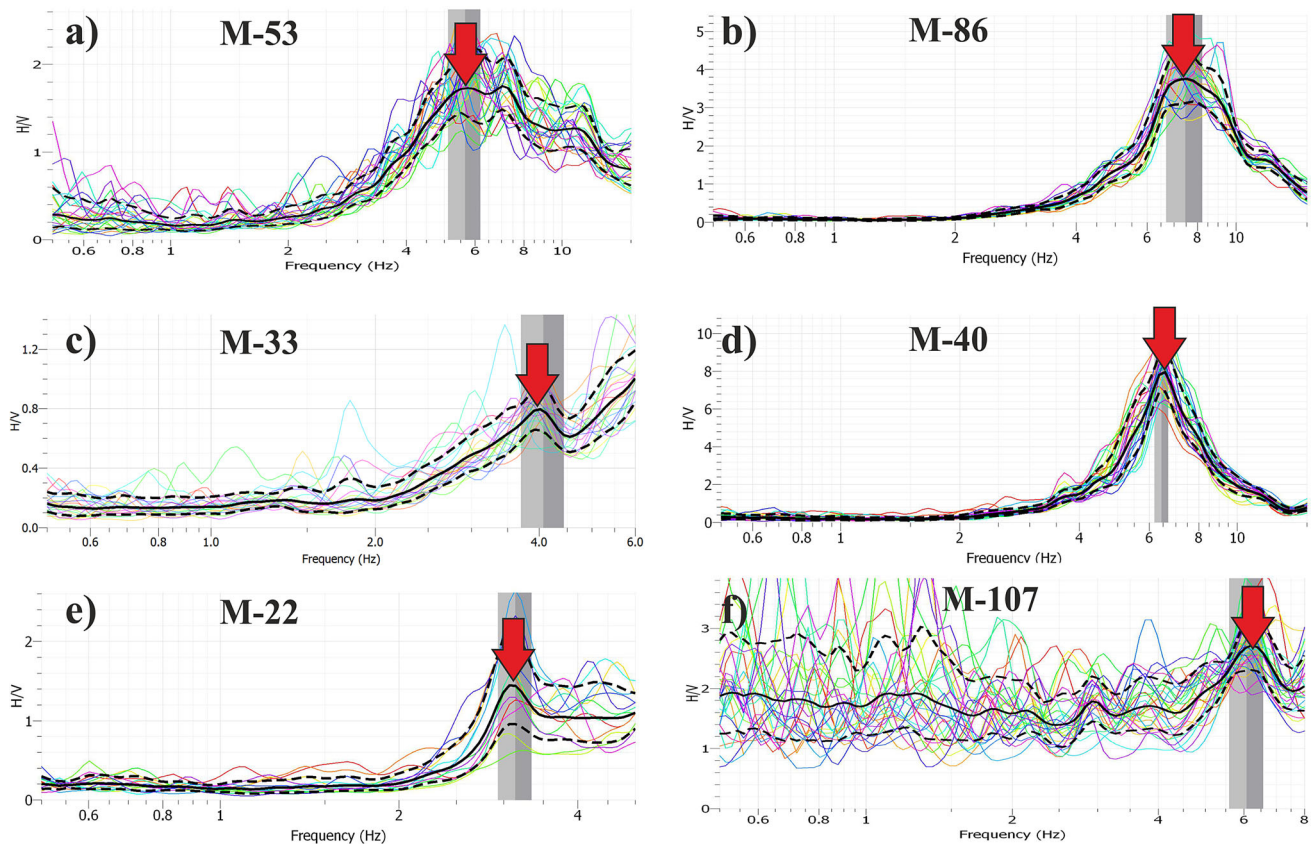 a) M-53
2
1
0
H/V
0.6 0.8 1 2 4 6 8 10
Frequency (Hz)
b) M-86
5
4
3
2
1
0
H/V
0.6 0.8 1 2 4 6 8 10
Frequency (Hz)
c) M-33
1.2
0.8
0.4
0.0
H/V
0.6 0.8 1.0 2.0 4.0 6.0
Frequency (Hz)
d) M-40
10
8
6
4
2
0
H/V
0.6 0.8 1 2 4 6 8 10
Frequency (Hz)
e) M-22
2
1
0
H/V
0.6 0.8 1 2 4
Frequency (Hz)
f) M-107
3
2
1
0
H/V
0.6 0.8 1 2 4 6 8
Frequency (Hz)